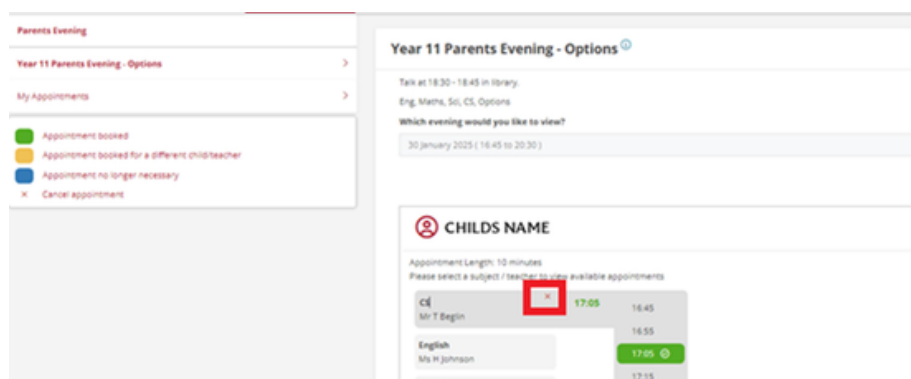 Parents Evening
Year 11 Parents Evening - Options
My Appointments
Appointment booked
Appointment booked for a different child/teacher
Appointment no longer necessary
× Cancel appointment
Year 11 Parents Evening - Options
Talk at 18:30 - 18:45 in library.
Eng, Maths, Sci, CS, Options
Which evening would you like to view?
30 January 2025 ( 16:45 to 20:30 )
CHILDS NAME
Appointment Length: 10 minutes
Please select a subject / teacher to view available appointments
CS
× 17:05
Mr T Beglin
English
Ms H Johnson
16:45
16:55
17:05
17:15